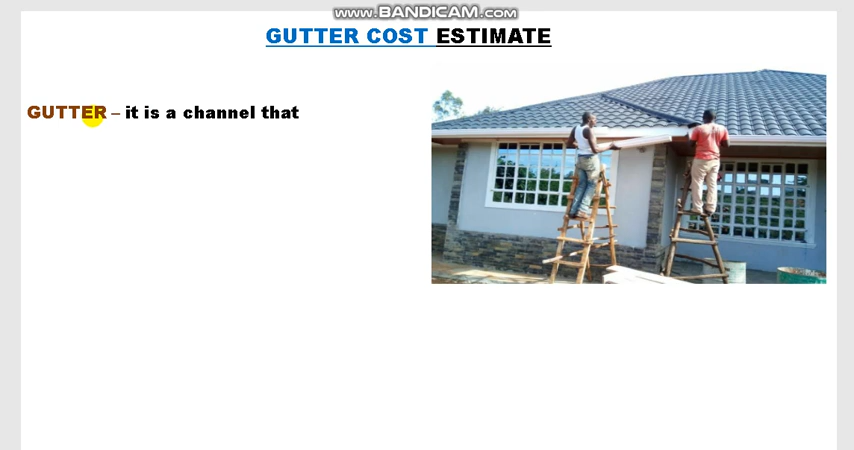 www.BANDICAM.com
GUTTER COST ESTIMATE
GUTTER – it is a channel that